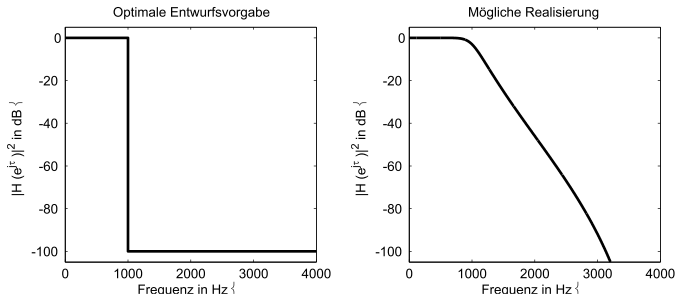 Optimale Entwurfsvorgabe
|H (e^jτ )|² in dB {
0
-20
-40
-60
-80
-100
0 1000 2000 3000 4000
Frequenz in Hz {
Mögliche Realisierung
|H (e^jτ )|² in dB {
0
-20
-40
-60
-80
-100
0 1000 2000 3000 4000
Frequenz in Hz {